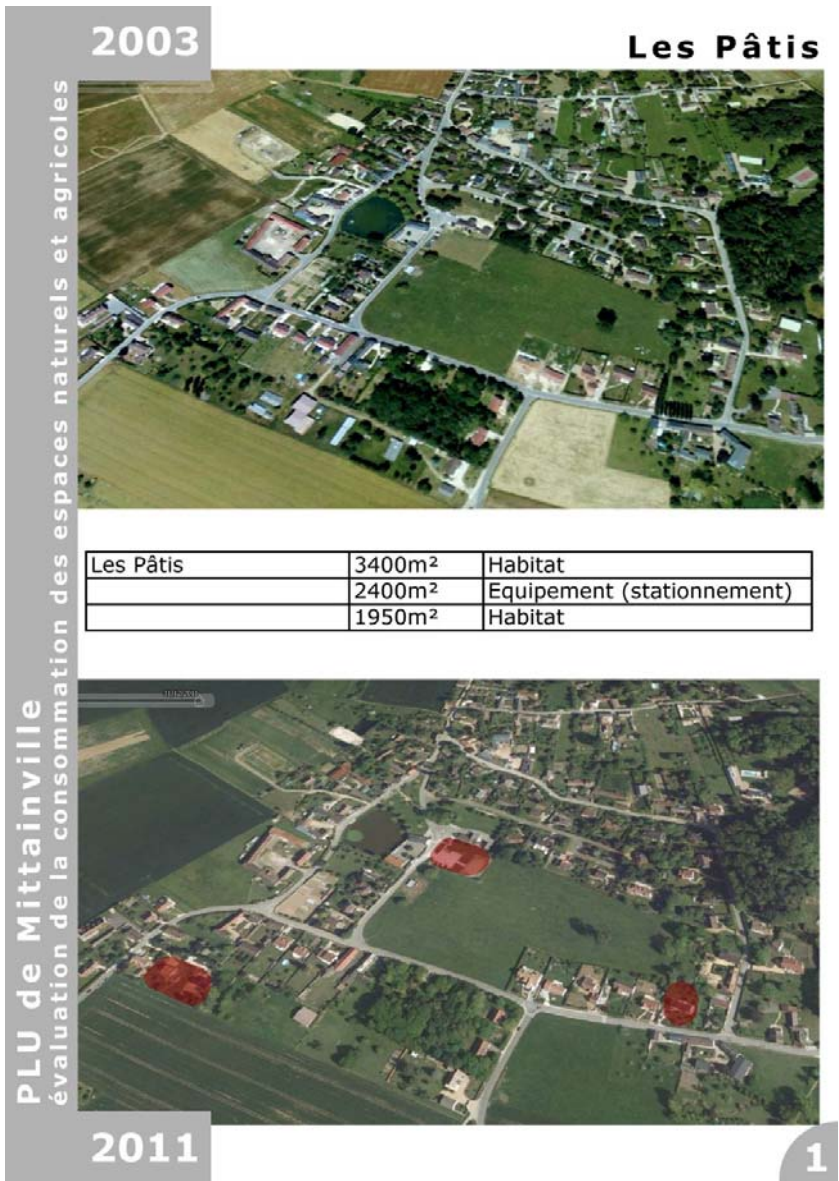 2003
Les Pâtis
PLU de Mittainville
évaluation de la consommation des espaces naturels et agricoles
Les Pâtis 3400m² Habitat
2400m² Equipement (stationnement)
1950m² Habitat
2011
1